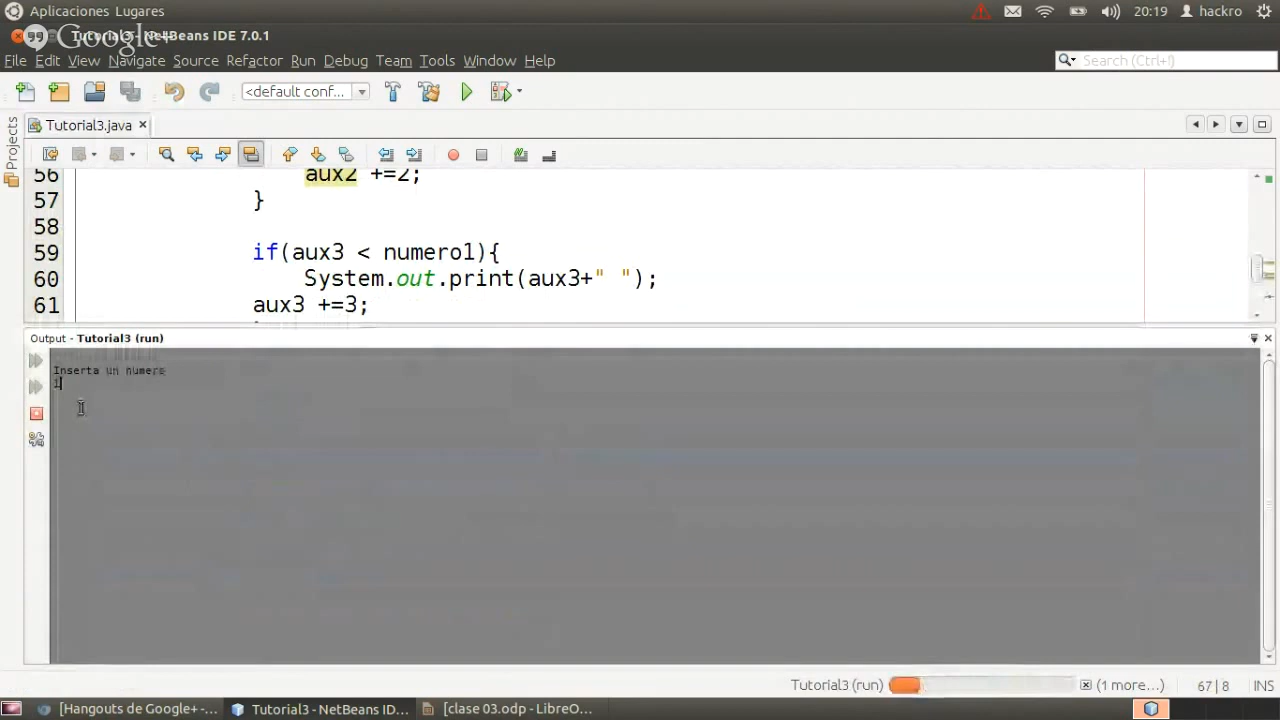 Aplicaciones Lugares
20:19 hackro
Google+
Tutorial3 - NetBeans IDE 7.0.1
File Edit View Navigate Source Refactor Run Debug Team Tools Window Help
Search (Ctrl+I)
<default conf...
Projects
Tutorial3.java
56 aux2 +=2;
57 }
58
59 if(aux3 < numero1){
60 System.out.print(aux3+" ");
61 aux3 +=3;
Output - Tutorial3 (run)
Inserta un numero
1
Tutorial3 (run) (1 more...) 67|8 INS
[Hangouts de Google+ -... Tutorial3 - NetBeans ID... [clase 03.odp - LibreO...